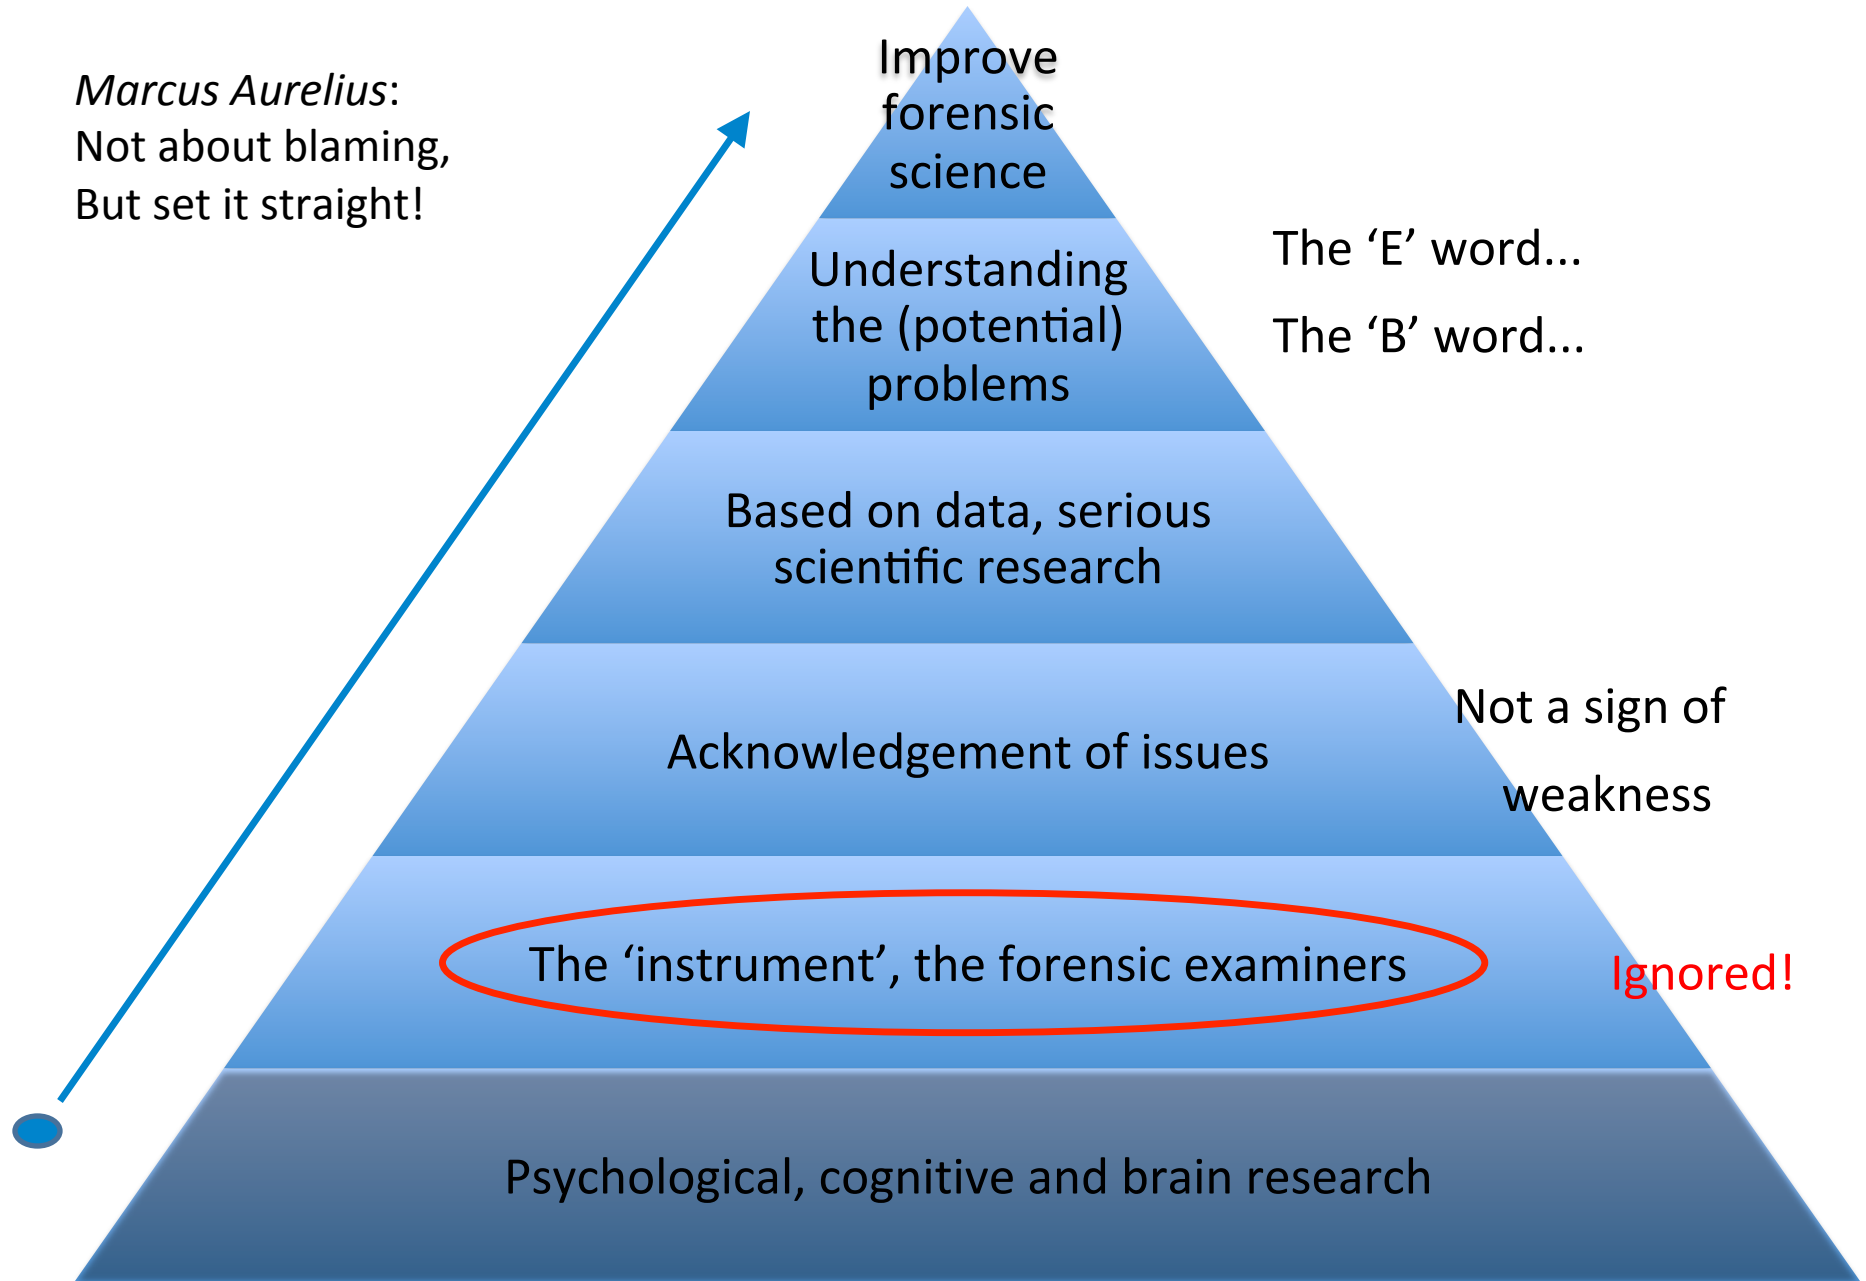 Marcus Aurelius:
Not about blaming,
But set it straight!
Improve
forensic
science
Understanding
the (potential)
problems
The ‘E’ word...
The ‘B’ word...
Based on data, serious
scientific research
Acknowledgement of issues
Not a sign of
weakness
The ‘instrument’, the forensic examiners
Ignored!
Psychological, cognitive and brain research